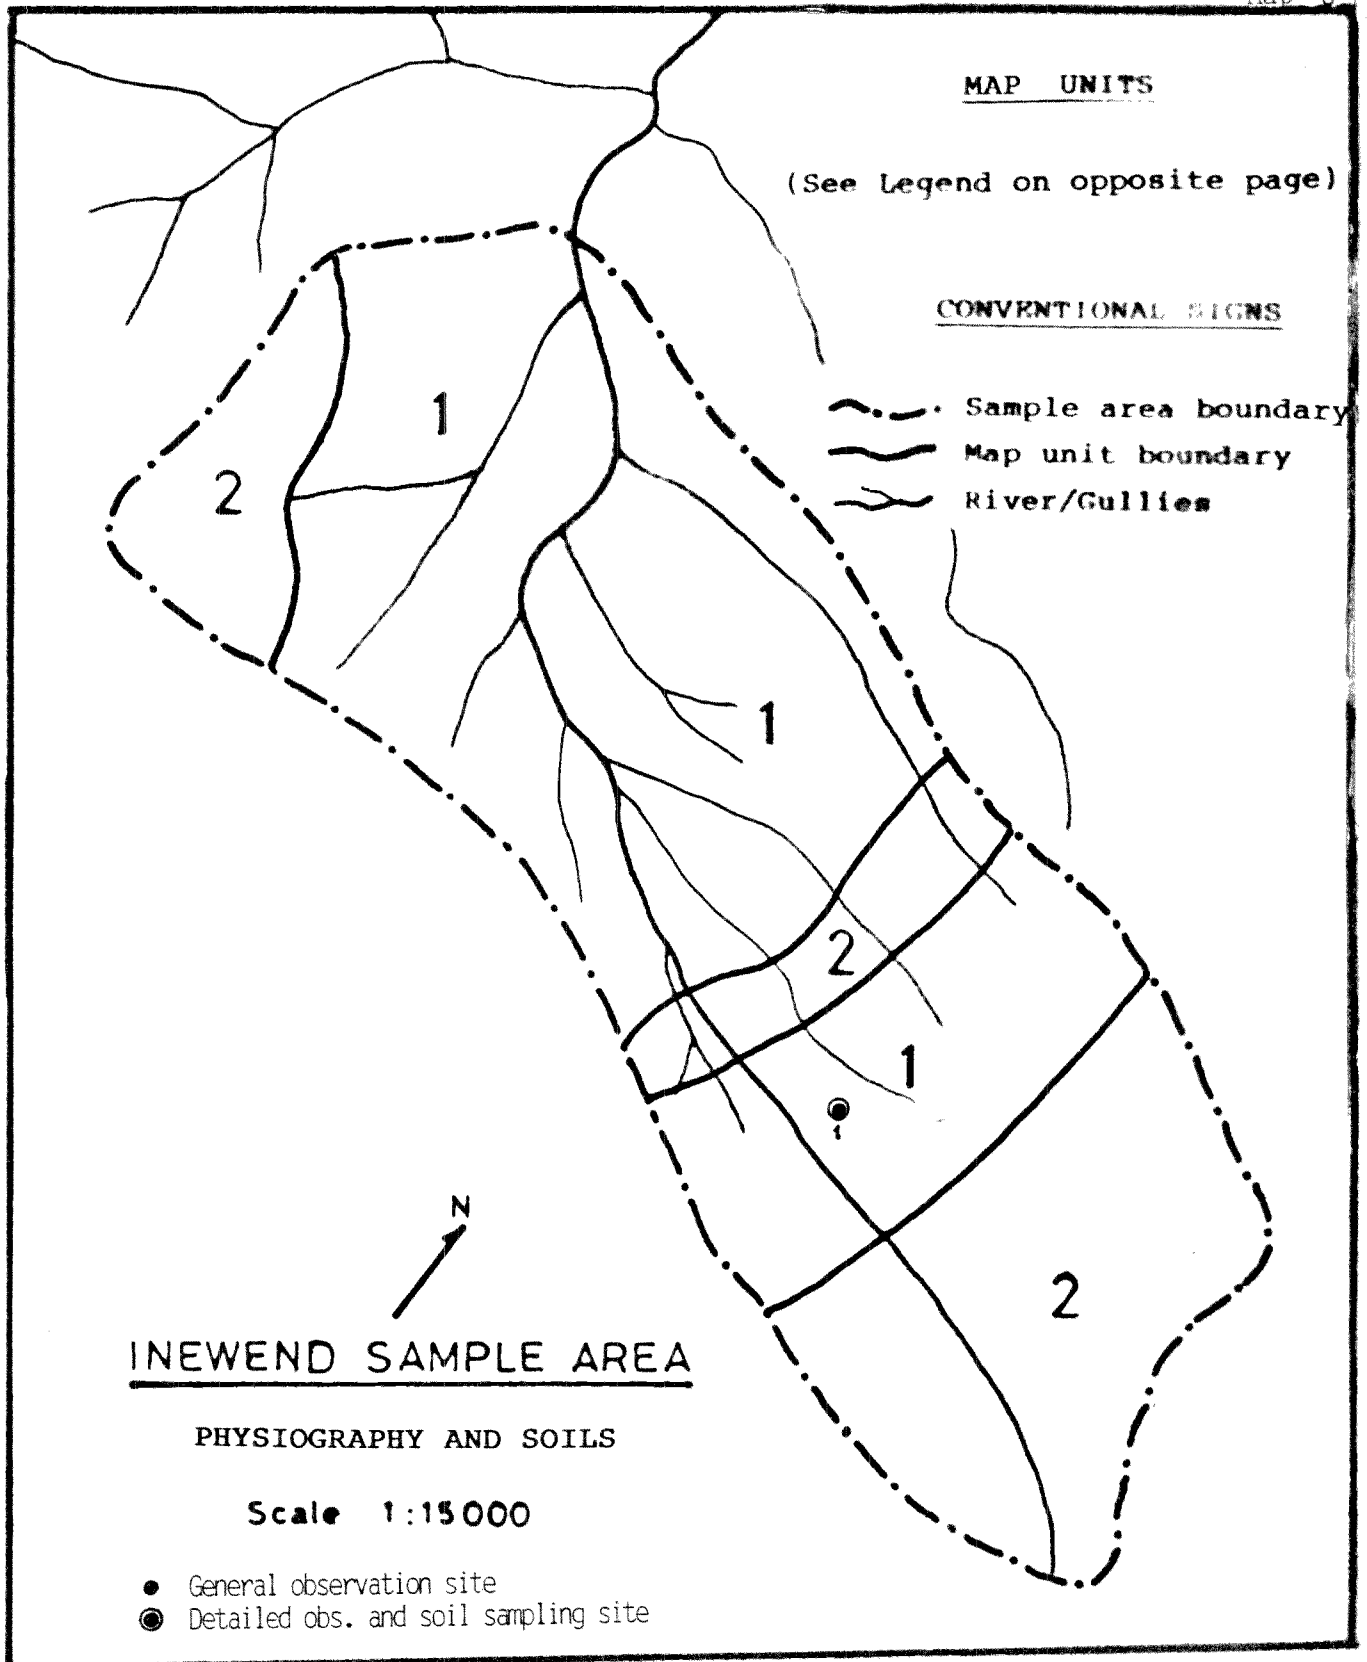 MAP UNITS
(See Legend on opposite page)
CONVENTIONAL SIGNS
Sample area boundary
Map unit boundary
River/Gullies
1
2
1
2
1
1
2
N
INEWEND SAMPLE AREA
PHYSIOGRAPHY AND SOILS
Scale 1:15000
General observation site
Detailed obs. and soil sampling site